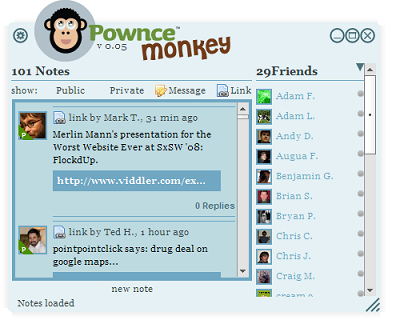 Pownce™
v 0.05
monkey
101 Notes
29Friends
show: Public Private Message Link
link by Mark T., 31 min ago
Merlin Mann's presentation for the
Worst Website Ever at SxSW '08:
FlockdUp.
http://www.viddler.com/ex...
0 Replies
link by Ted H., 1 hour ago
pointpointclick says: drug deal on
google maps...
Adam F.
Adam L.
Andy D.
Augua F.
Benjamin G.
Brian S.
Bryan P.
Chris C.
Chris J.
Craig M.
cream a
new note
Notes loaded